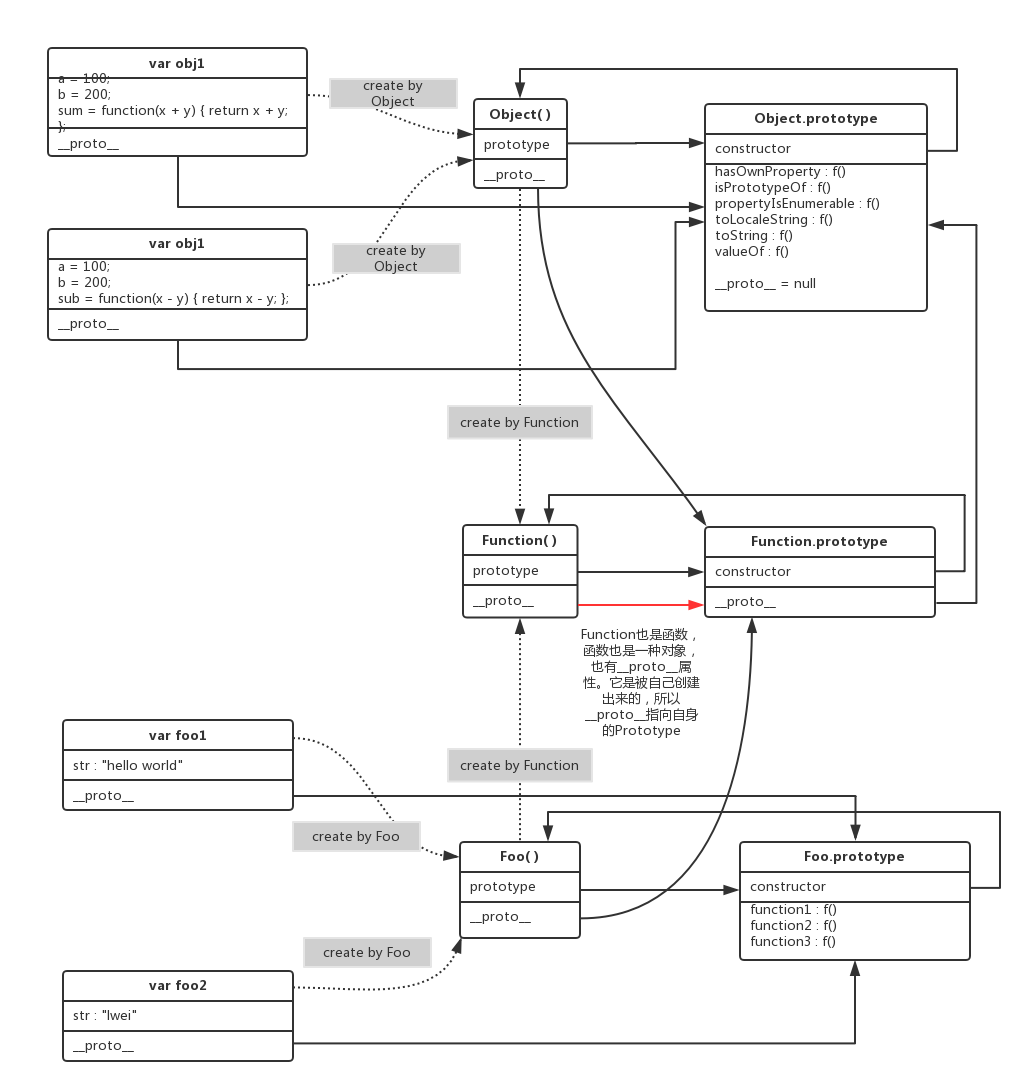 var obj1
a = 100;
b = 200;
sum = function(x + y) { return x + y;
};
__proto__
create by
Object
Object( )
prototype
__proto__
Object.prototype
constructor
hasOwnProperty : f()
isPrototypeOf : f()
propertyIsEnumerable : f()
toLocaleString : f()
toString : f()
valueOf : f()
__proto__ = null
var obj1
a = 100;
b = 200;
sub = function(x - y) { return x - y; };
__proto__
create by
Object
create by Function
Function( )
prototype
__proto__
Function.prototype
constructor
__proto__
Function也是函数，
函数也是一种对象，
也有__proto__属
性。它是被自己创建
出来的，所以
__proto__指向自身
的Prototype
create by Function
var foo1
str : "hello world"
__proto__
create by Foo
Foo( )
prototype
__proto__
Foo.prototype
constructor
function1 : f()
function2 : f()
function3 : f()
create by Foo
var foo2
str : "lwei"
__proto__